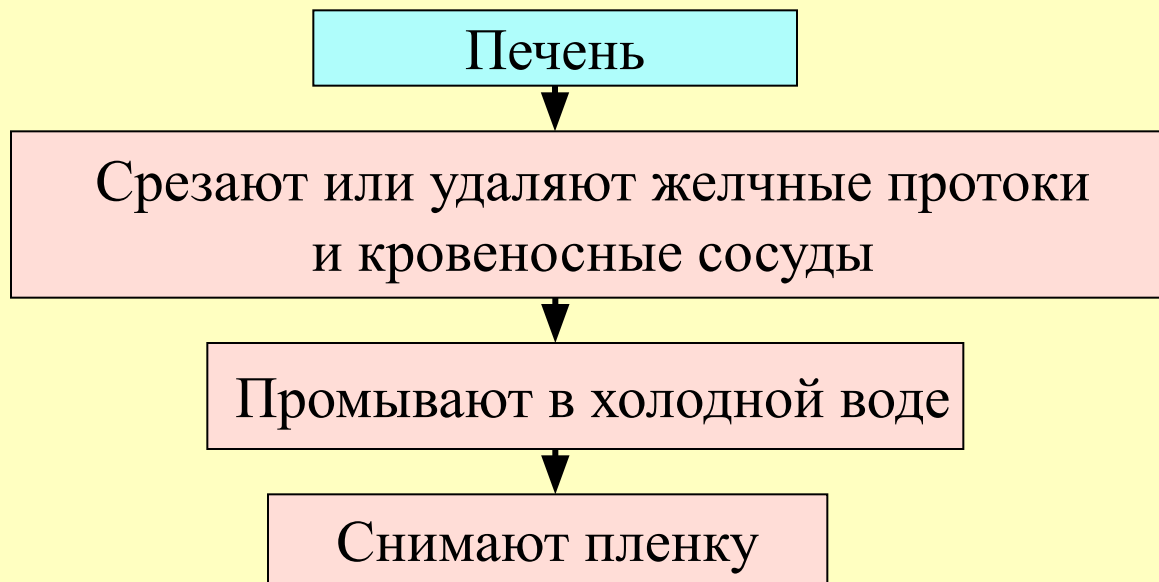 Печень
Срезают или удаляют желчные протоки
и кровеносные сосуды
Промывают в холодной воде
Снимают пленку